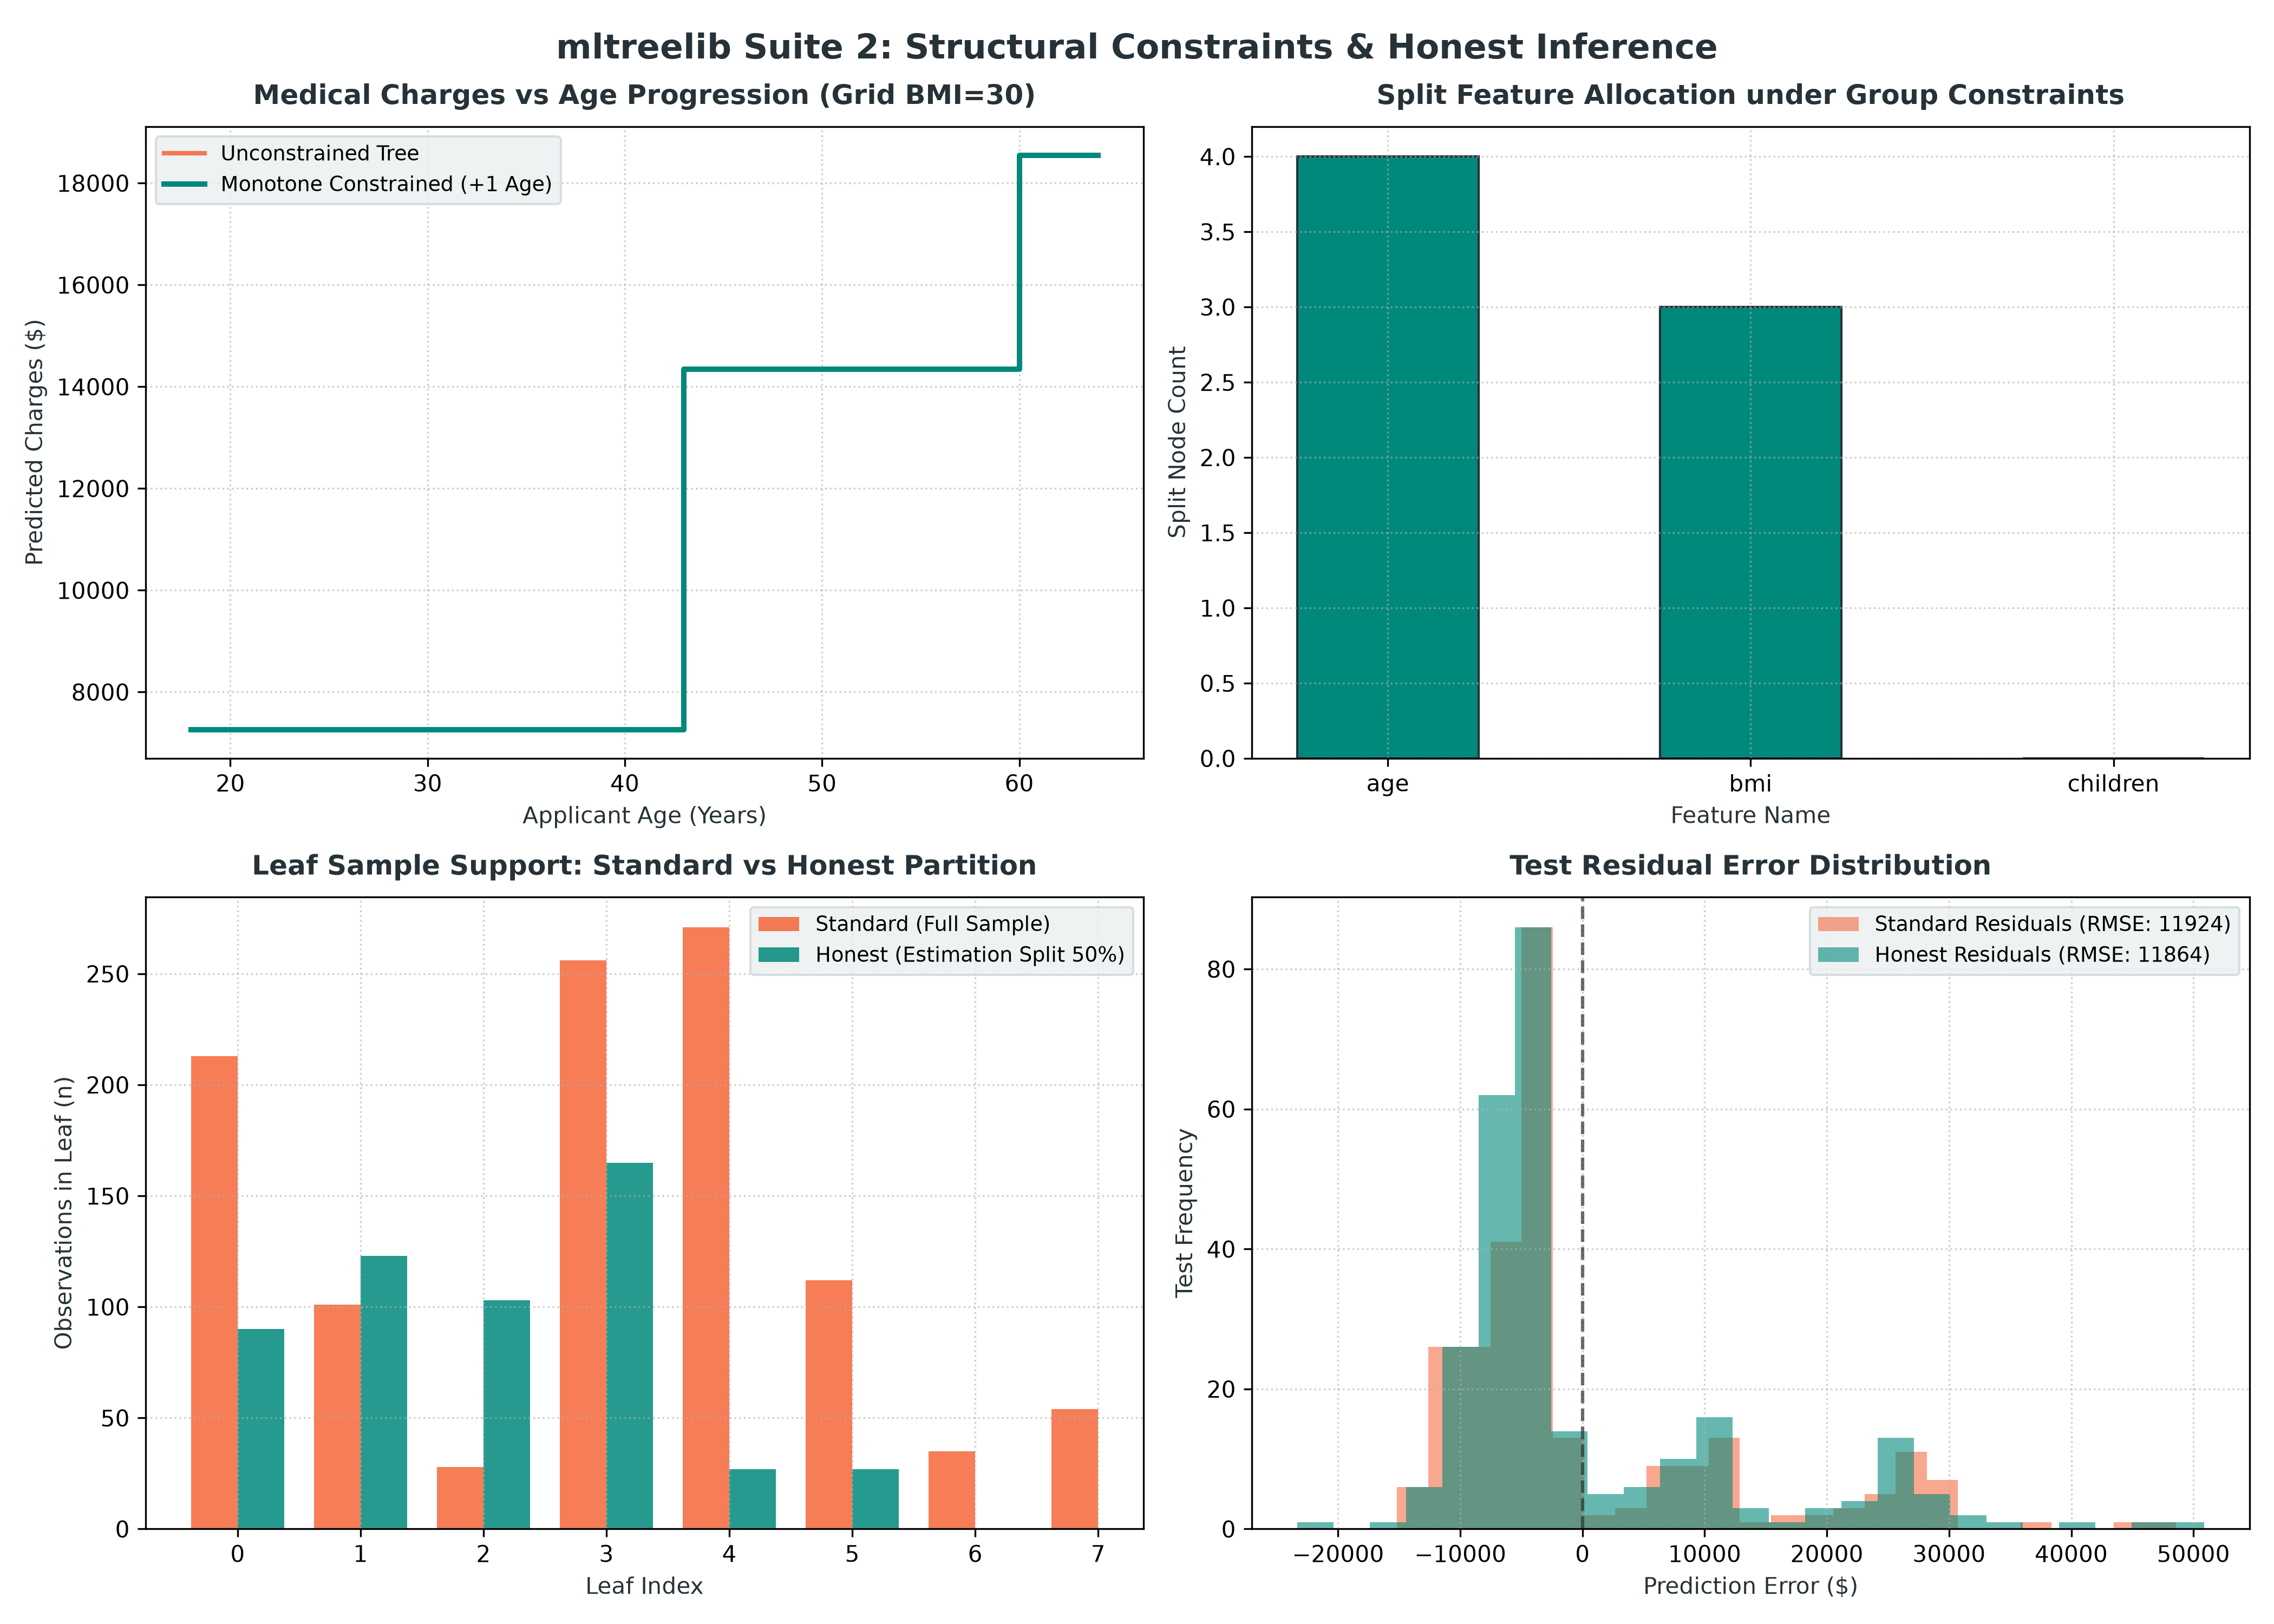 mltreelib Suite 2: Structural Constraints & Honest Inference
Medical Charges vs Age Progression (Grid BMI=30)
Unconstrained Tree
Monotone Constrained (+1 Age)
Predicted Charges ($)
18000
16000
14000
12000
10000
8000
20 30 40 50 60
Applicant Age (Years)
Split Feature Allocation under Group Constraints
Split Node Count
4.0
3.5
3.0
2.5
2.0
1.5
1.0
0.5
0.0
age bmi children
Feature Name
Leaf Sample Support: Standard vs Honest Partition
Standard (Full Sample)
Honest (Estimation Split 50%)
Observations in Leaf (n)
250
200
150
100
50
0
0 1 2 3 4 5 6 7
Leaf Index
Test Residual Error Distribution
Standard Residuals (RMSE: 11924)
Honest Residuals (RMSE: 11864)
Test Frequency
80
60
40
20
0
−20000 −10000 0 10000 20000 30000 40000 50000
Prediction Error ($)